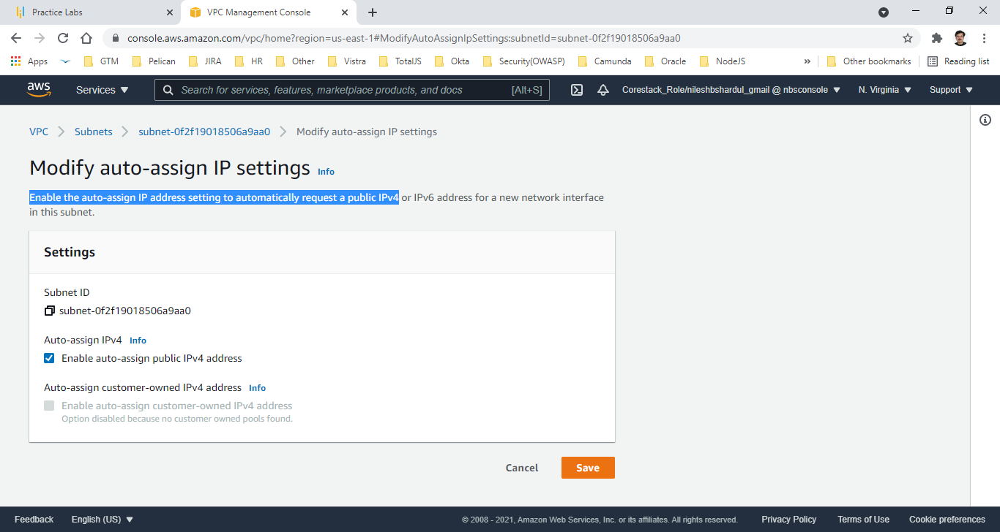 Practice Labs
VPC Management Console
console.aws.amazon.com/vpc/home?region=us-east-1#ModifyAutoAssignIpSettings:subnetId=subnet-0f2f19018506a9aa0
Apps GTM Pelican JIRA HR Other Vistra TotalJS Okta Security(OWASP) Camunda Oracle NodeJS » Other bookmarks Reading list
aws Services Search for services, features, marketplace products, and docs [Alt+S] Corestack_Role/nileshbshardul_gmail @ nbsconsole N. Virginia Support
VPC Subnets subnet-0f2f19018506a9aa0 Modify auto-assign IP settings
Modify auto-assign IP settings Info
Enable the auto-assign IP address setting to automatically request a public IPv4 or IPv6 address for a new network interface
in this subnet.
Settings
Subnet ID
subnet-0f2f19018506a9aa0
Auto-assign IPv4 Info
Enable auto-assign public IPv4 address
Auto-assign customer-owned IPv4 address Info
Enable auto-assign customer-owned IPv4 address
Option disabled because no customer owned pools found.
Cancel Save
Feedback English (US) © 2008 - 2021, Amazon Web Services, Inc. or its affiliates. All rights reserved. Privacy Policy Terms of Use Cookie preferences